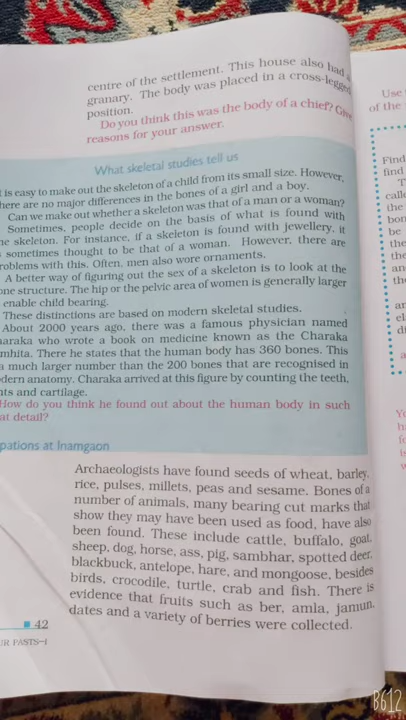 centre of the settlement. This house also had a
granary. The body was placed in a cross-legged
position.
Do you think this was the body of a chief? Give
reasons for your answer.
What skeletal studies tell us
t is easy to make out the skeleton of a child from its small size. However,
here are no major differences in the bones of a girl and a boy.
Can we make out whether a skeleton was that of a man or a woman?
Sometimes, people decide on the basis of what is found with
he skeleton. For instance, if a skeleton is found with jewellery, it
sometimes thought to be that of a woman. However, there are
roblems with this. Often, men also wore ornaments.
A better way of figuring out the sex of a skeleton is to look at the
one structure. The hip or the pelvic area of women is generally larger
enable child bearing.
These distinctions are based on modern skeletal studies.
About 2000 years ago, there was a famous physician named
araka who wrote a book on medicine known as the Charaka
mhita. There he states that the human body has 360 bones. This
a much larger number than the 200 bones that are recognised in
dern anatomy. Charaka arrived at this figure by counting the teeth,
nts and cartilage.
How do you think he found out about the human body in such
at detail?
pations at Inamgaon
Archaeologists have found seeds of wheat, barley,
rice, pulses, millets, peas and sesame. Bones of a
number of animals, many bearing cut marks that
show they may have been used as food, have also
been found. These include cattle, buffalo, goat,
sheep, dog, horse, ass, pig, sambhar, spotted deer,
blackbuck, antelope, hare, and mongoose, besides
birds, crocodile, turtle, crab and fish. There is
evidence that fruits such as ber, amla, jamun,
dates and a variety of berries were collected.
42
UR PASTS–I
Use
of the
Find
find
T
calle
the
bon
be
the
the
an
the
ar
el
di
a
Yo
B612